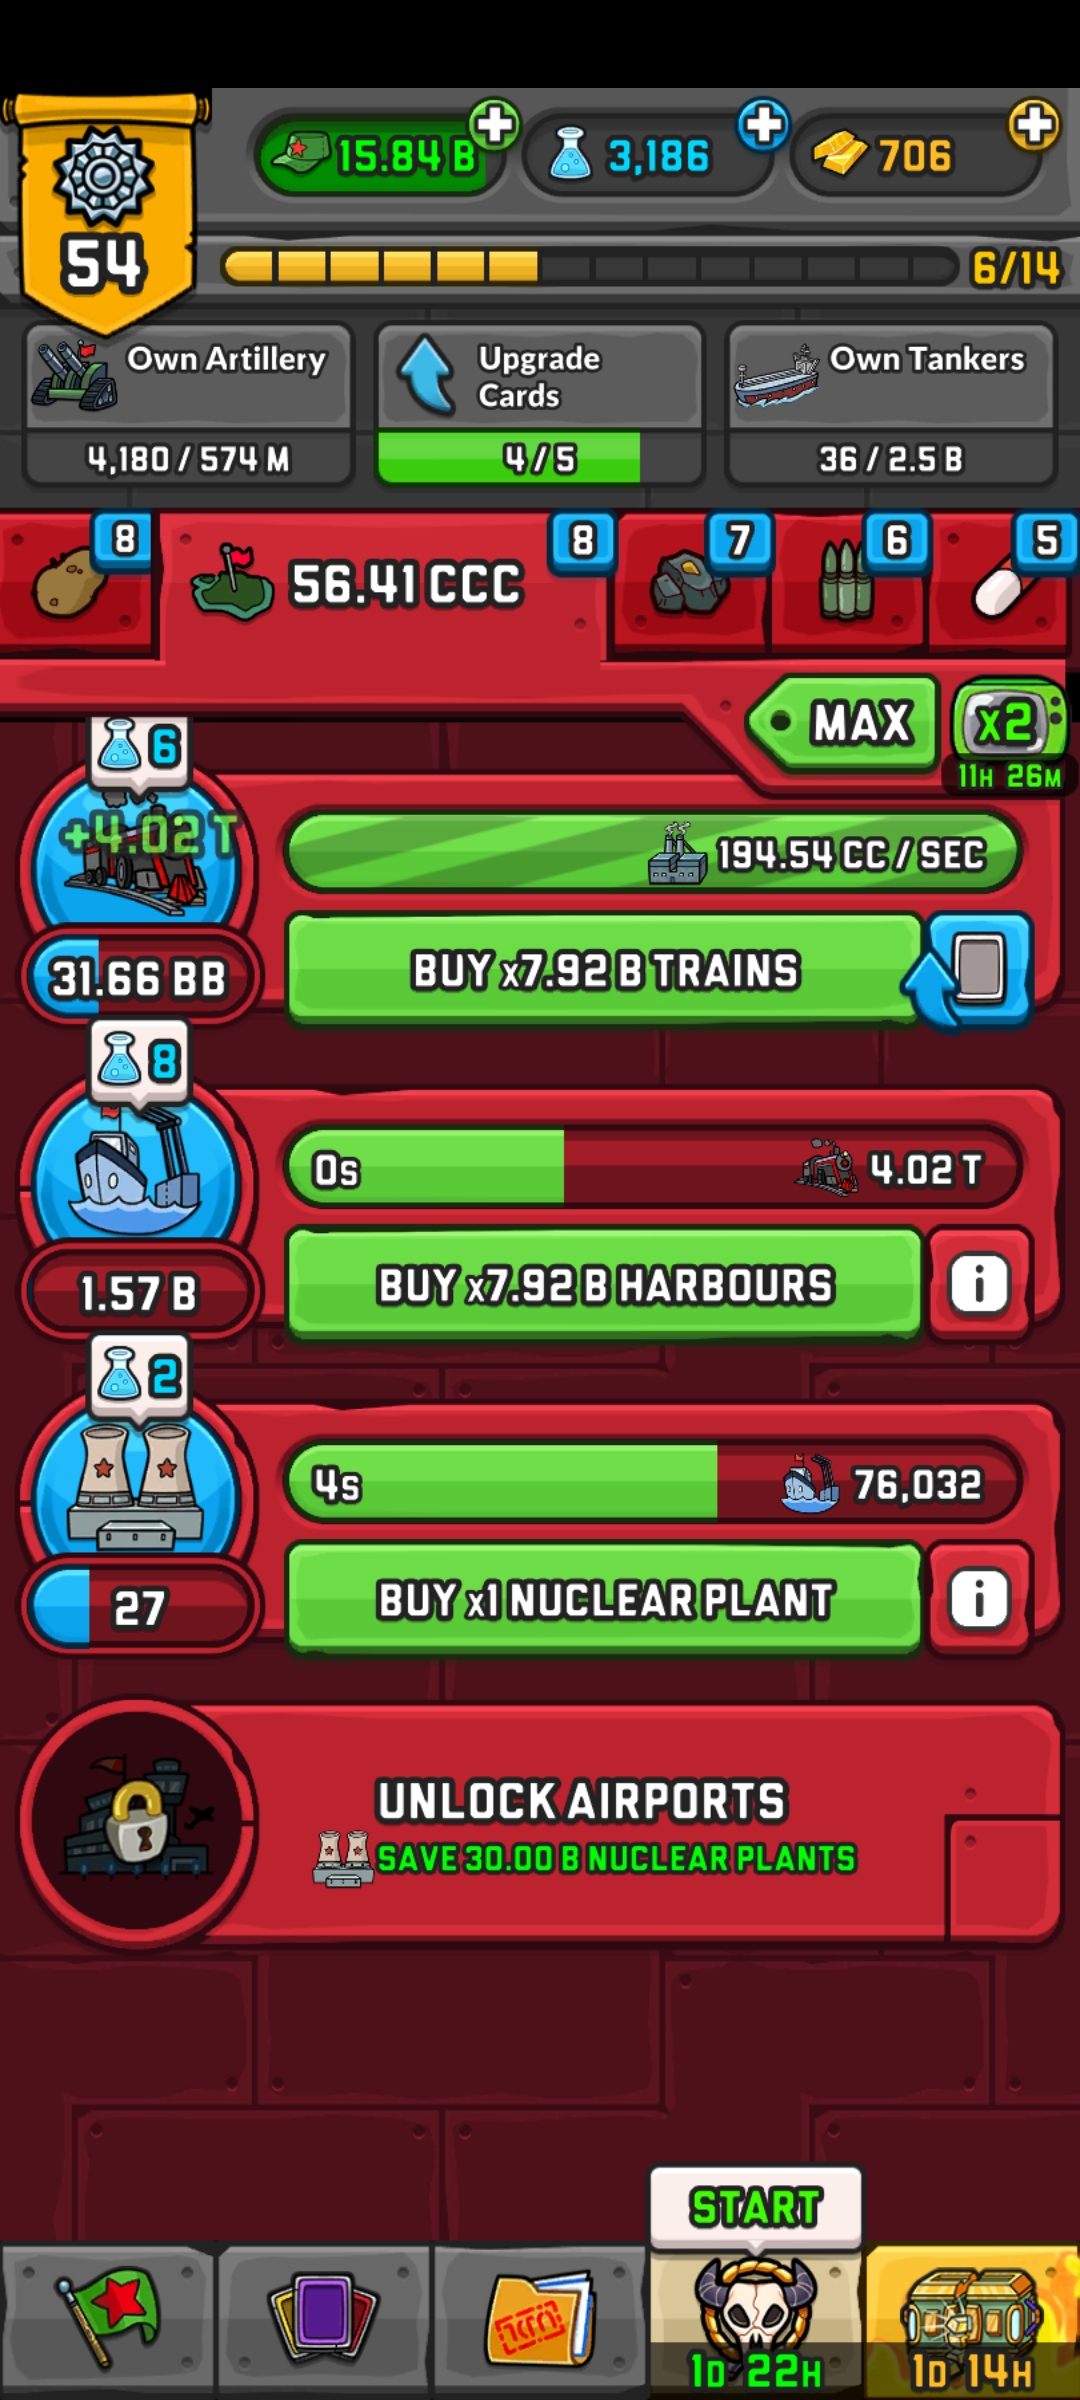 54
15.84 B
3,186
706
6/14
Own Artillery
4,180 / 574 M
Upgrade
Cards
4 / 5
Own Tankers
36 / 2.5 B
8
56.41 CCC
8
7
6
5
MAX
x2
11H 26M
6
+4.02 T
194.54 CC / SEC
31.66 BB
BUY x7.92 B TRAINS
8
0s
4.02 T
1.57 B
BUY x7.92 B HARBOURS
i
2
4s
76,032
27
BUY x1 NUCLEAR PLANT
i
UNLOCK AIRPORTS
SAVE 30.00 B NUCLEAR PLANTS
START
1D 22H
1D 14H